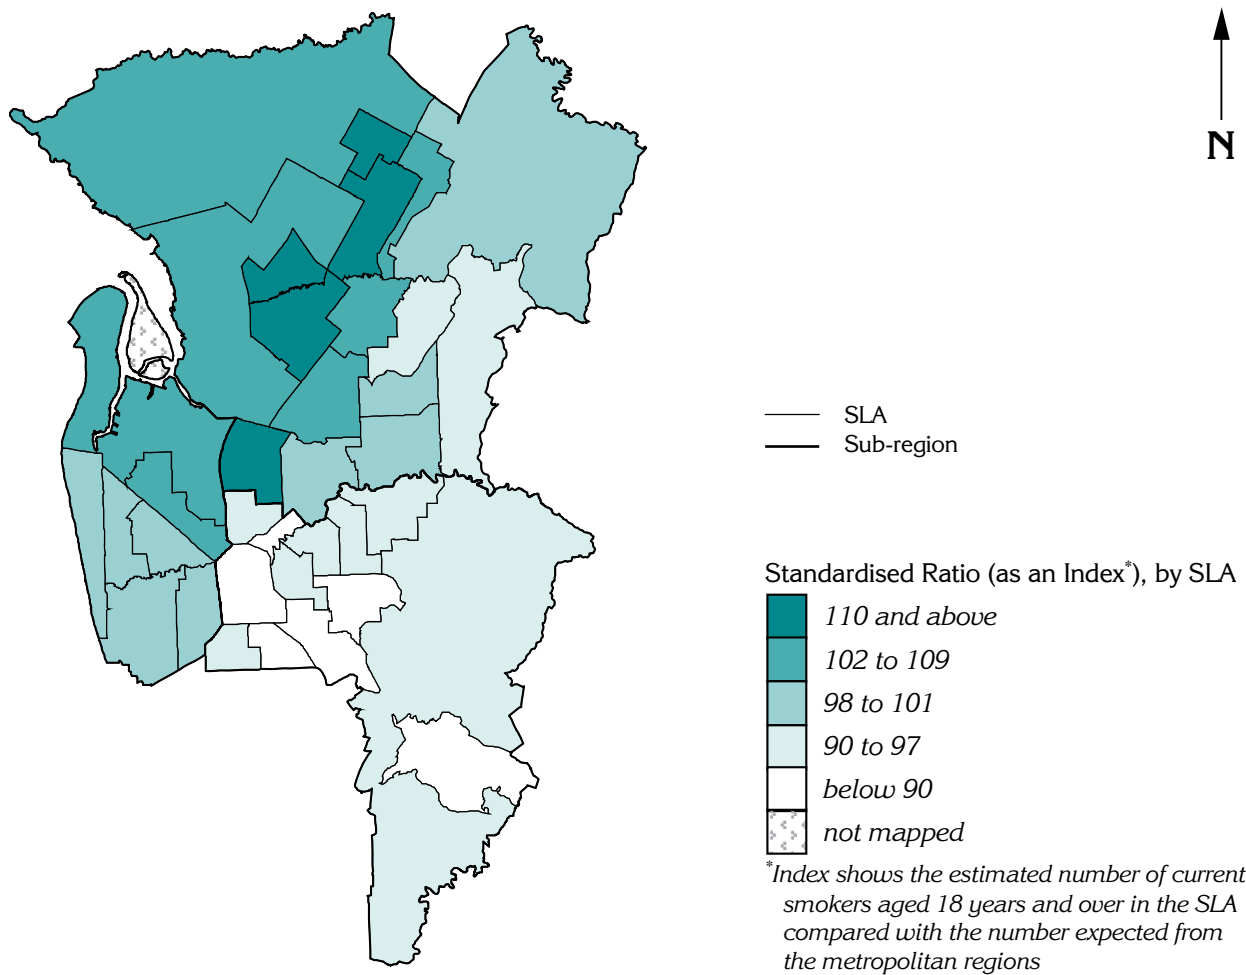 N
SLA
Sub-region
Standardised Ratio (as an Index*), by SLA
110 and above
102 to 109
98 to 101
90 to 97
below 90
not mapped
*Index shows the estimated number of current
smokers aged 18 years and over in the SLA
compared with the number expected from
the metropolitan regions